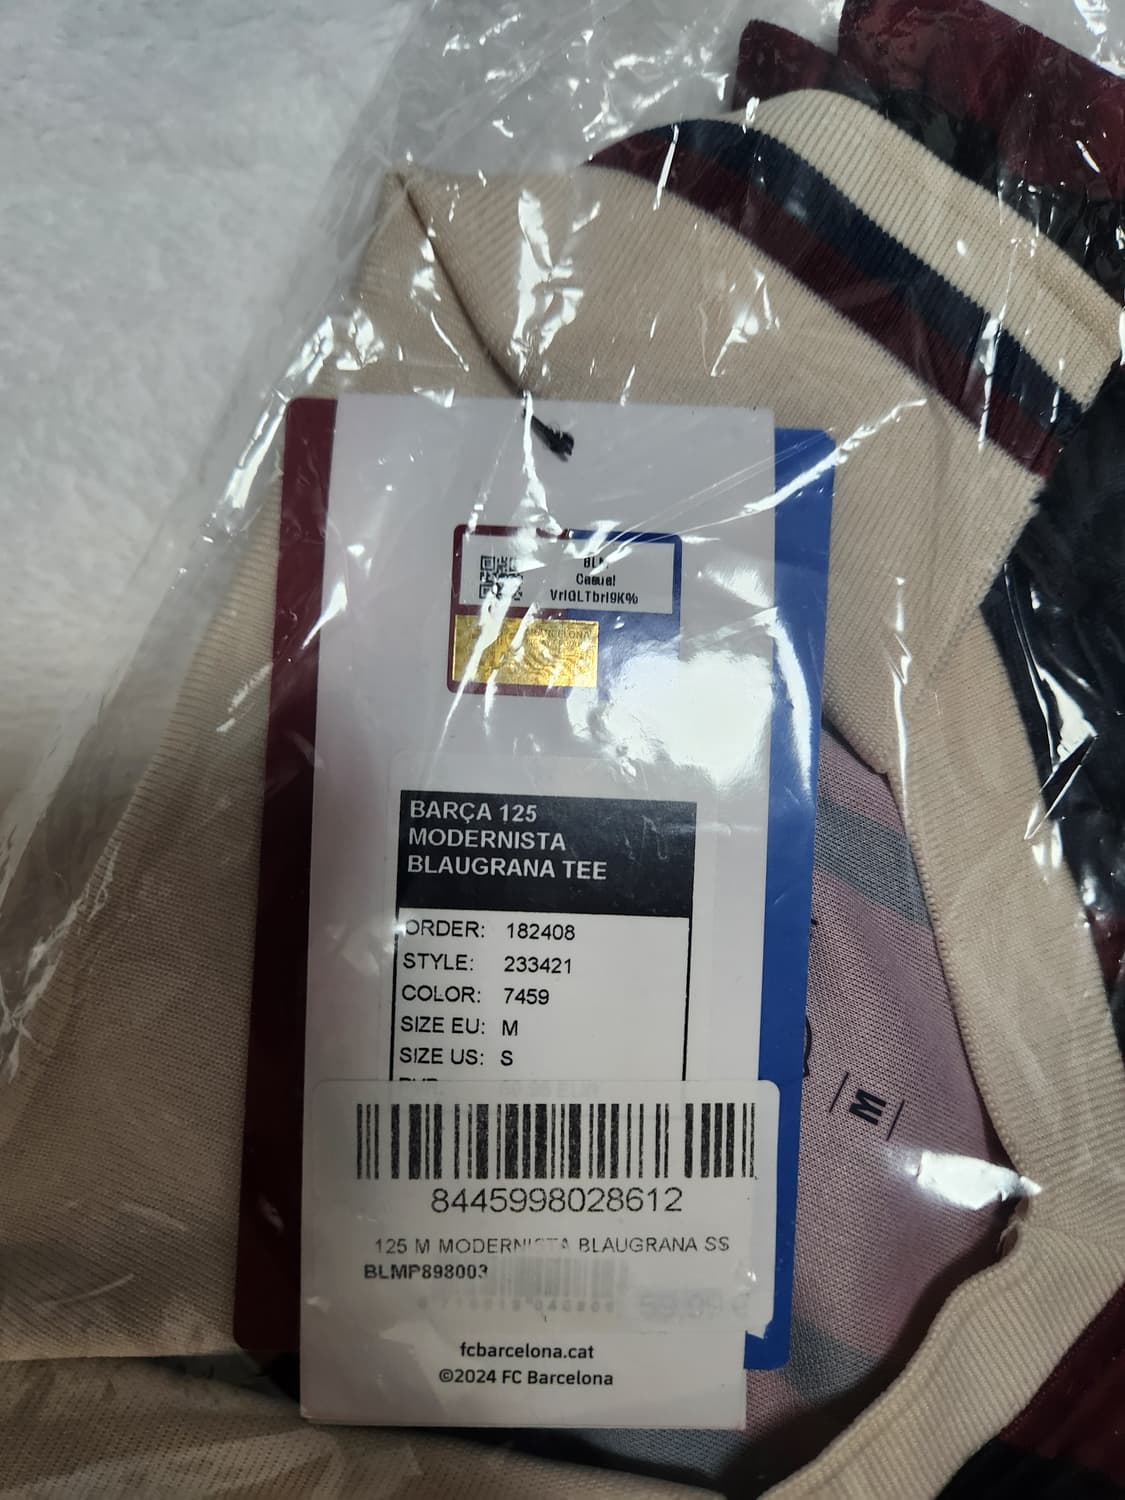 Casual
VrIGLTbrI9K%
BARÇA 125
MODERNISTA
BLAUGRANA TEE
ORDER: 182408
STYLE: 233421
COLOR: 7459
SIZE EU: M
SIZE US: S
M
8445998028612
125 M MODERNISTA BLAUGRANA SS
BLMP898003
fcbarcelona.cat
©2024 FC Barcelona